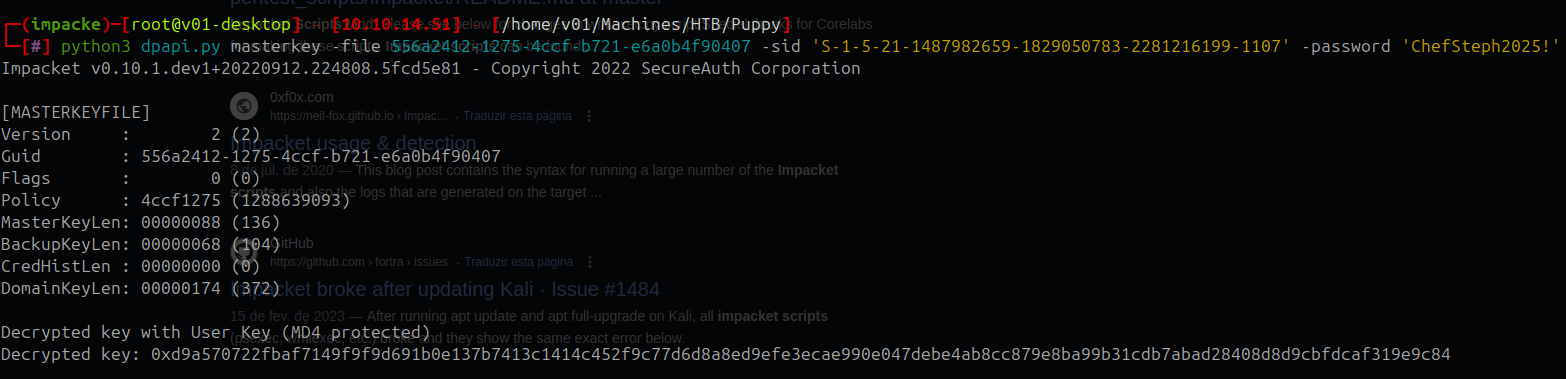 pentest_scripts/impacket/README.md at master
┌─(impacke)─[root@v01-desktop] - [10.10.14.51] - [/home/v01/Machines/HTB/Puppy]
└─[#] python3 dpapi.py masterkey -file 556a2412-1275-4ccf-b721-e6a0b4f90407 -sid 'S-1-5-21-1487982659-1829050783-2281216199-1107' -password 'ChefSteph2025!'
Impacket v0.10.1.dev1+20220912.224808.5fcd5e81 - Copyright 2022 SecureAuth Corporation
0xf0x.com
https://neil-fox.github.io › Impac... · Traduzir esta página
[MASTERKEYFILE]
Version : 2 (2)
Impacket usage & detection
Guid : 556a2412-1275-4ccf-b721-e6a0b4f90407
8 de jul. de 2020 — This blog post contains the syntax for running a large number of the Impacket
Flags : 0 (0)
scripts and also the logs that are generated on the target ...
Policy : 4ccf1275 (1288639093)
MasterKeyLen: 00000088 (136)
BackupKeyLen: 00000068 (104)
GitHub
CredHistLen : 00000000 (0)
https://github.com › fortra › issues · Traduzir esta página
DomainKeyLen: 00000174 (372)
Impacket broke after updating Kali · Issue #1484
15 de fev. de 2023 — After running apt update and apt full-upgrade on Kali, all impacket scripts
Decrypted key with User Key (MD4 protected)
(psexec, wmiexec, etc.) broke and they show the same exact error below.
Decrypted key: 0xd9a570722fbaf7149f9f9d691b0e137b7413c1414c452f9c77d6d8a8ed9efe3ecae990e047debe4ab8cc879e8ba99b31cdb7abad28408d8d9cbfdcaf319e9c84